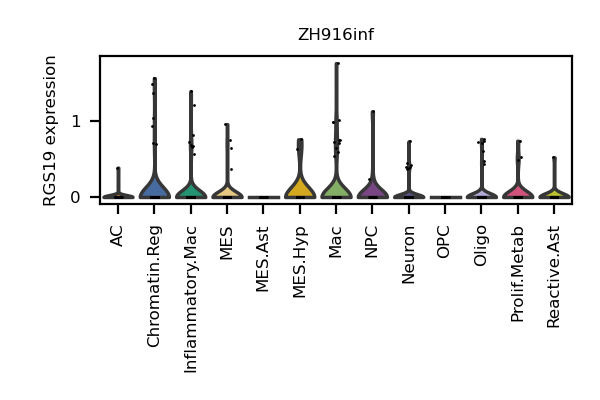 ZH916inf
RGS19 expression
1
0
AC
Chromatin.Reg
Inflammatory.Mac
MES
MES.Ast
MES.Hyp
Mac
NPC
Neuron
OPC
Oligo
Prolif.Metab
Reactive.Ast